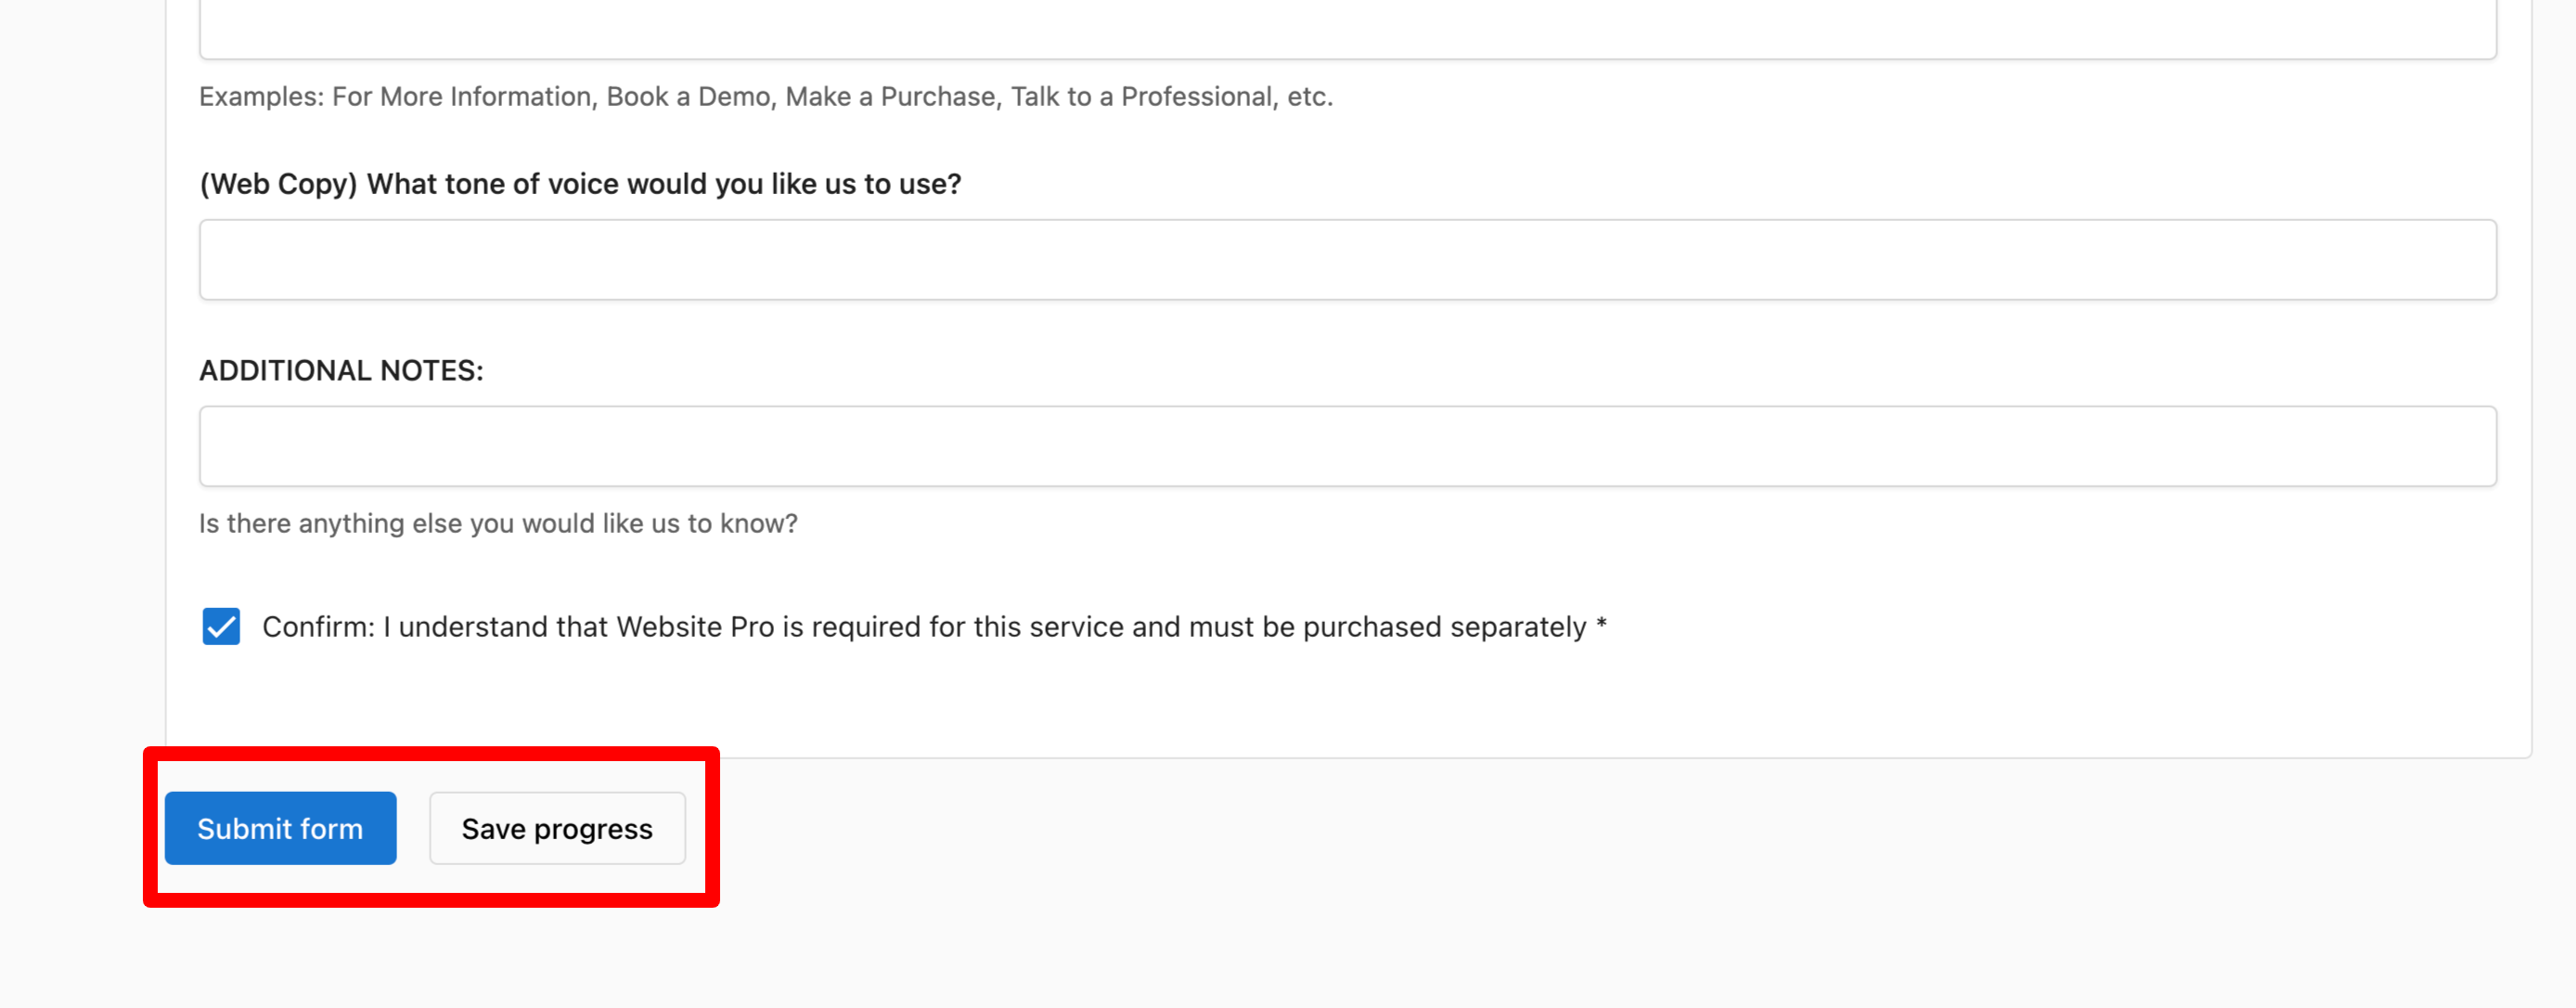 Examples: For More Information, Book a Demo, Make a Purchase, Talk to a Professional, etc.
(Web Copy) What tone of voice would you like us to use?
ADDITIONAL NOTES:
Is there anything else you would like us to know?
Confirm: I understand that Website Pro is required for this service and must be purchased separately *
Submit form
Save progress